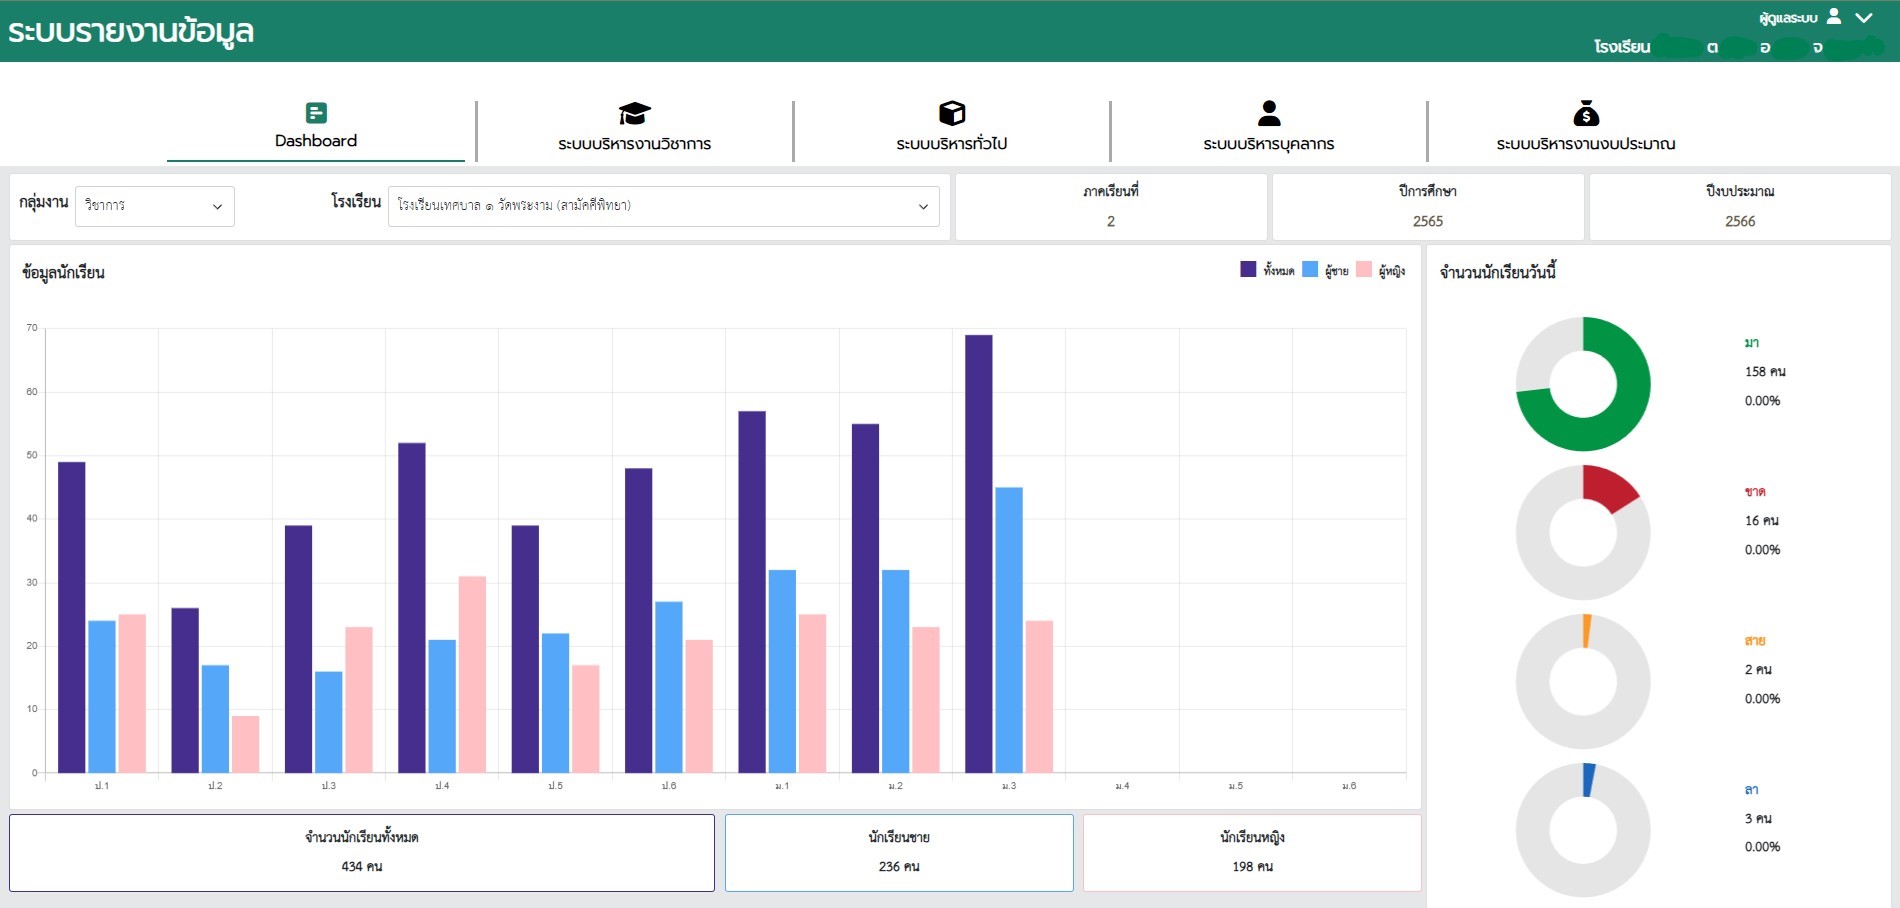 ระบบรายงานข้อมูล
ผู้ดูแลระบบ
โรงเรียน ต อ จ
Dashboard
ระบบบริหารงานวิชาการ
ระบบบริหารทั่วไป
ระบบบริหารบุคลากร
ระบบบริหารงานงบประมาณ
กลุ่มงาน วิชาการ
โรงเรียน โรงเรียนเทศบาล ๑ วัดพระงาม (สามัคคีพิทยา)
ภาคเรียนที่
2
ปีการศึกษา
2565
ปีงบประมาณ
2566
ข้อมูลนักเรียน
ทั้งหมด ผู้ชาย ผู้หญิง
70
60
50
40
30
20
10
0
ป.1 ป.2 ป.3 ป.4 ป.5 ป.6 ม.1 ม.2 ม.3 ม.4 ม.5 ม.6
จำนวนนักเรียนทั้งหมด
434 คน
นักเรียนชาย
236 คน
นักเรียนหญิง
198 คน
จำนวนนักเรียนวันนี้
มา
158 คน
0.00%
ขาด
16 คน
0.00%
สาย
2 คน
0.00%
ลา
3 คน
0.00%